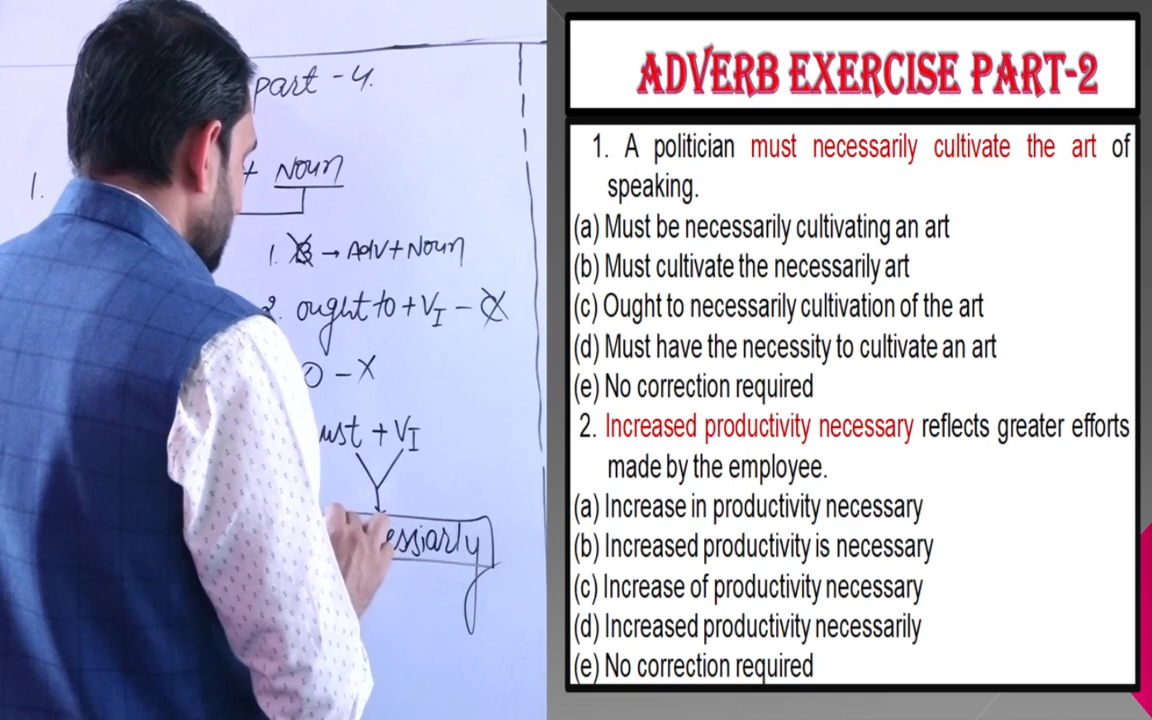 part - 4.
1.
+ Noun
1. B → Adv + Noun
2. ought to + V1 - C
D - X
ust + V1
essiarly
ADVERB EXERCISE PART-2
1. A politician must necessarily cultivate the art of
speaking.
(a) Must be necessarily cultivating an art
(b) Must cultivate the necessarily art
(c) Ought to necessarily cultivation of the art
(d) Must have the necessity to cultivate an art
(e) No correction required
2. Increased productivity necessary reflects greater efforts
made by the employee.
(a) Increase in productivity necessary
(b) Increased productivity is necessary
(c) Increase of productivity necessary
(d) Increased productivity necessarily
(e) No correction required